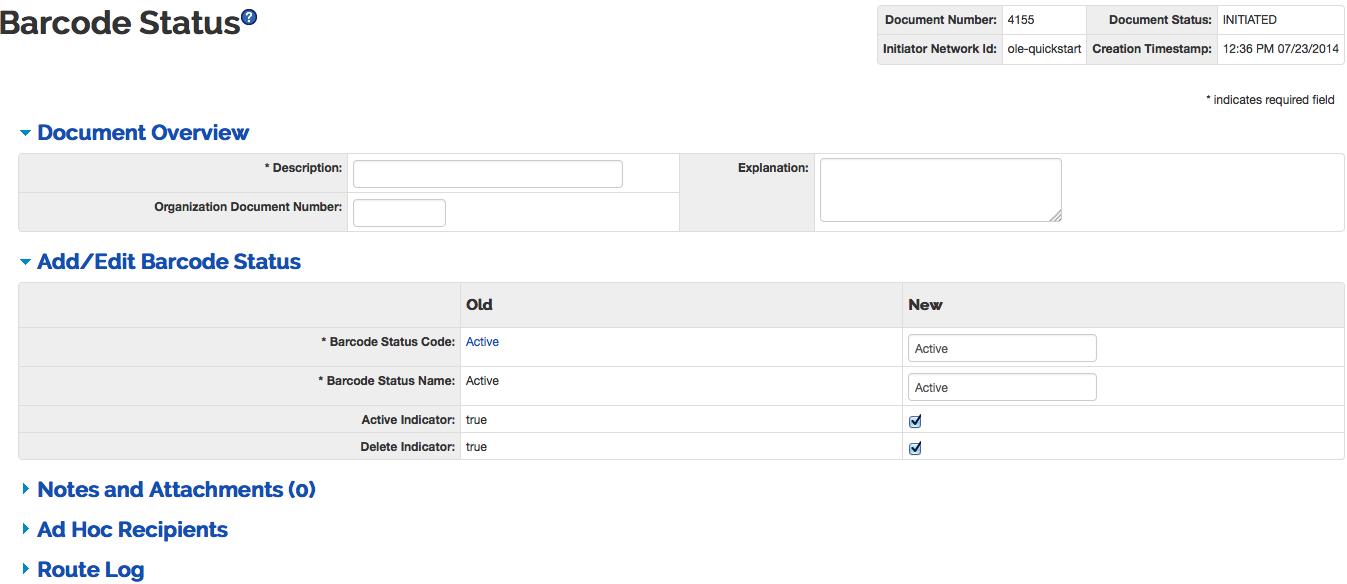 Barcode Status?
Document Number: 4155 Document Status: INITIATED
Initiator Network Id: ole-quickstart Creation Timestamp: 12:36 PM 07/23/2014
* indicates required field
Document Overview
* Description: Explanation:
Organization Document Number:
Add/Edit Barcode Status
Old New
* Barcode Status Code: Active Active
* Barcode Status Name: Active Active
Active Indicator: true
Delete Indicator: true
Notes and Attachments (0)
Ad Hoc Recipients
Route Log